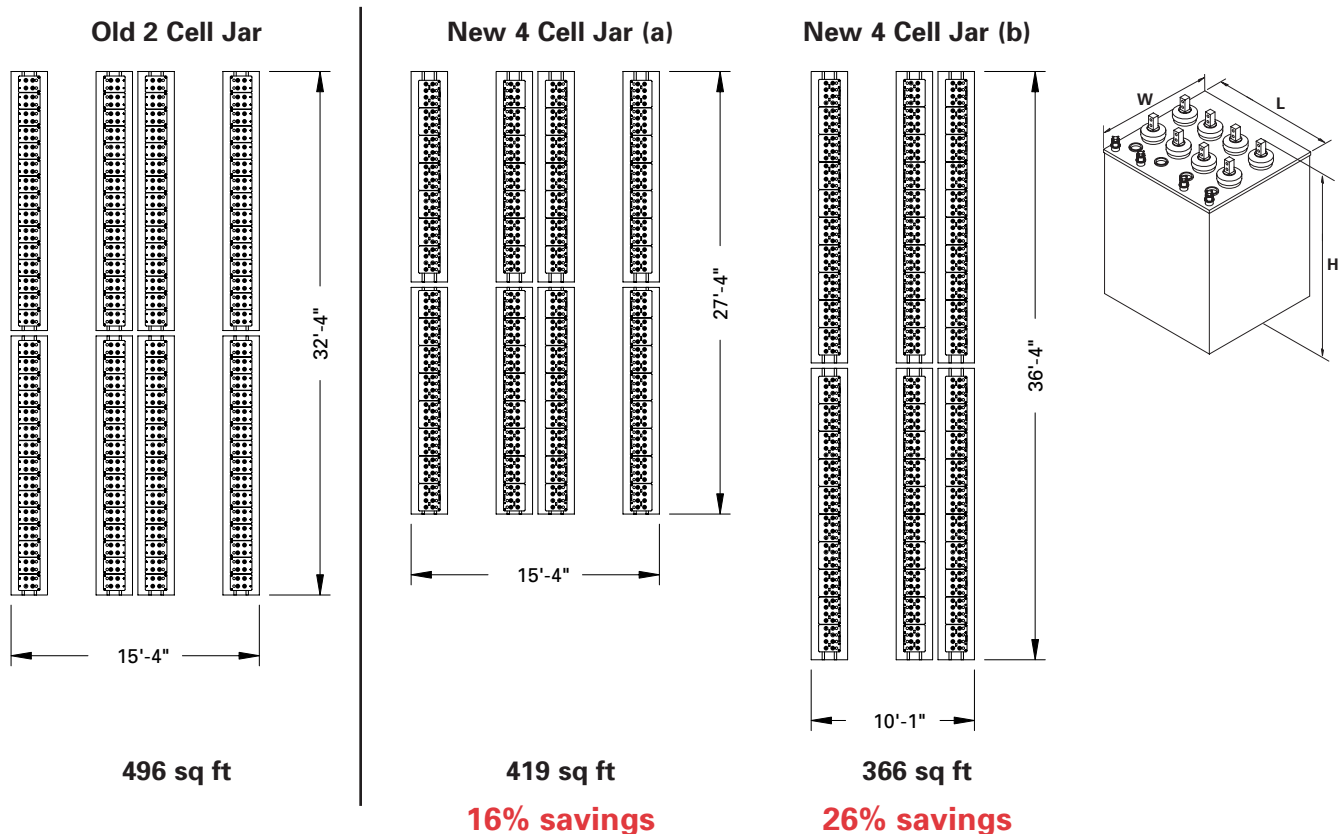 Old 2 Cell Jar
New 4 Cell Jar (a)
New 4 Cell Jar (b)
32'-4"
27'-4"
36'-4"
W
L
H
15'-4"
15'-4"
10'-1"
496 sq ft
419 sq ft
366 sq ft
16% savings
26% savings